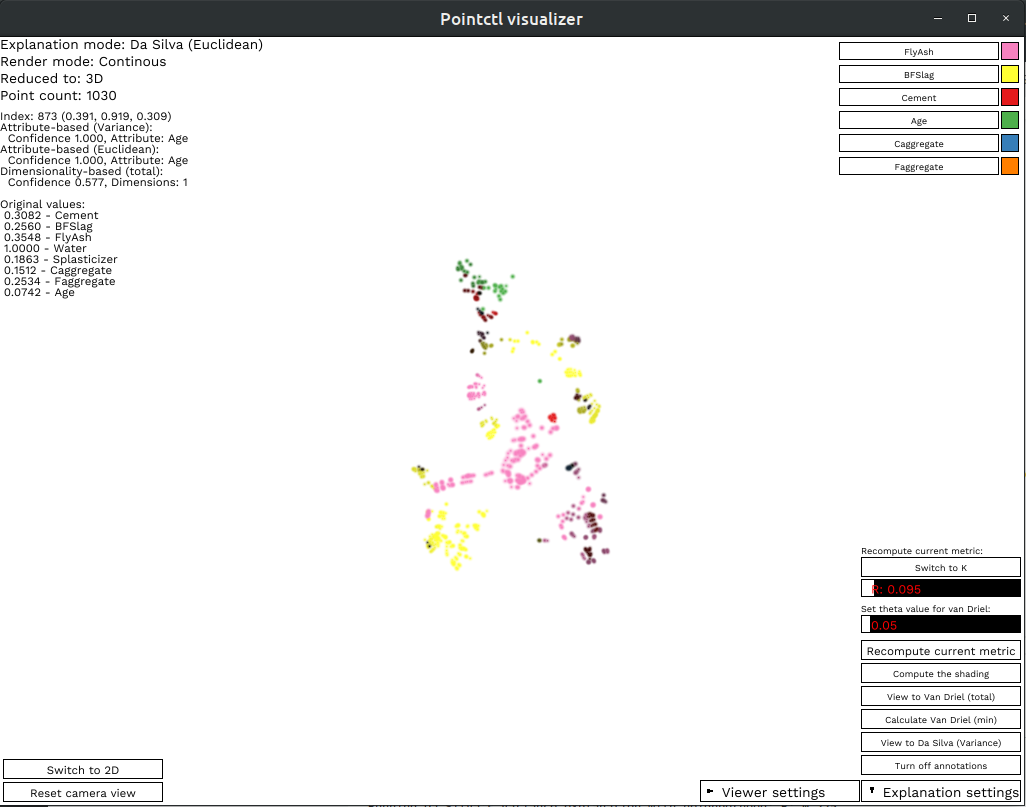 Pointctl visualizer
Explanation mode: Da Silva (Euclidean)
Render mode: Continous
Reduced to: 3D
Point count: 1030
Index: 873 (0.391, 0.919, 0.309)
Attribute-based (Variance):
Confidence 1.000, Attribute: Age
Attribute-based (Euclidean):
Confidence 1.000, Attribute: Age
Dimensionality-based (total):
Confidence 0.577, Dimensions: 1
Original values:
0.3082 - Cement
0.2560 - BFSlag
0.3548 - FlyAsh
1.0000 - Water
0.1863 - Splasticizer
0.1512 - Caggregate
0.2534 - Faggregate
0.0742 - Age
FlyAsh
BFSlag
Cement
Age
Caggregate
Faggregate
Recompute current metric:
Switch to K
R: 0.095
Set theta value for van Driel:
0.05
Recompute current metric
Compute the shading
View to Van Driel (total)
Calculate Van Driel (min)
View to Da Silva (Variance)
Turn off annotations
Switch to 2D
Reset camera view
Viewer settings
Explanation settings